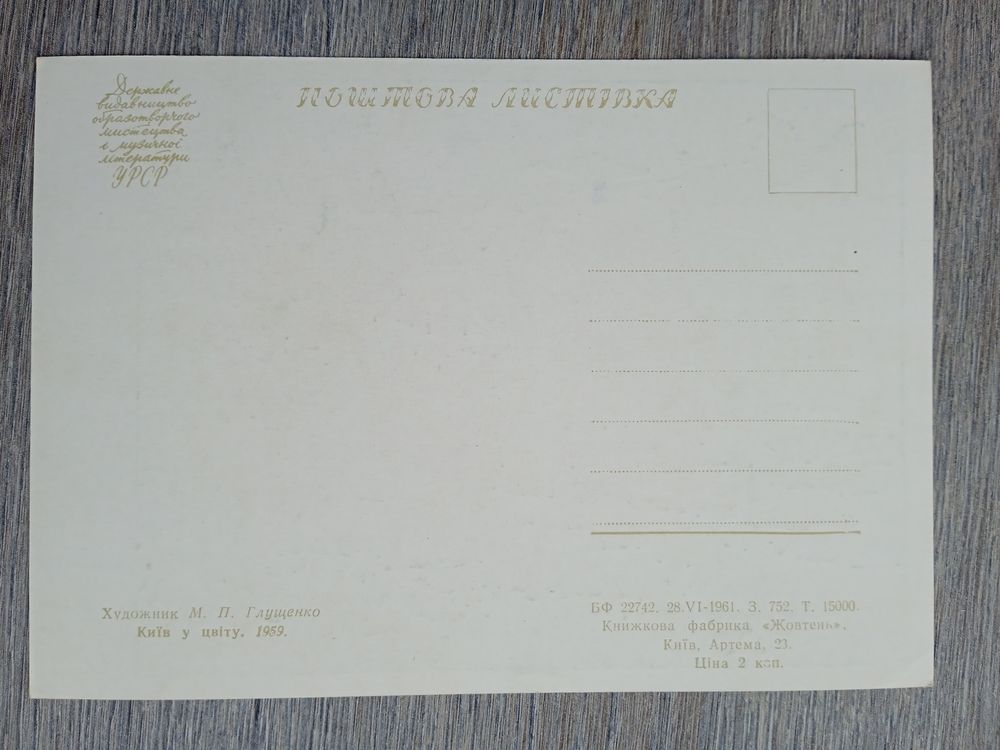 Державне
видавництво
образотворчого
мистецтва
і музичної
літератури
УРСР
ПОШТОВА ЛИСТІВКА
Художник М. П. Глущенко
Київ у цвіту. 1959.
БФ 22742. 28.VI-1961. З. 752. Т. 15000.
Книжкова фабрика «Жовтень».
Київ, Артема, 23.
Ціна 2 коп.